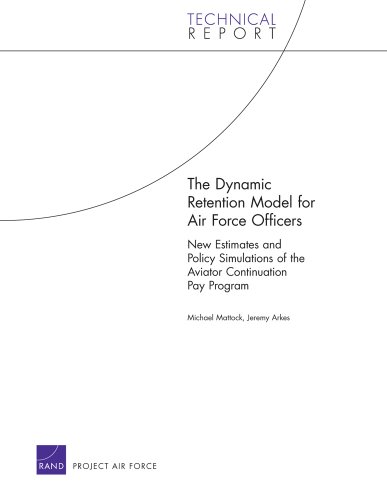 TECHNICAL
REPORT
The Dynamic
Retention Model for
Air Force Officers
New Estimates and
Policy Simulations of the
Aviator Continuation
Pay Program
Michael Mattock, Jeremy Arkes
RAND
PROJECT AIR FORCE